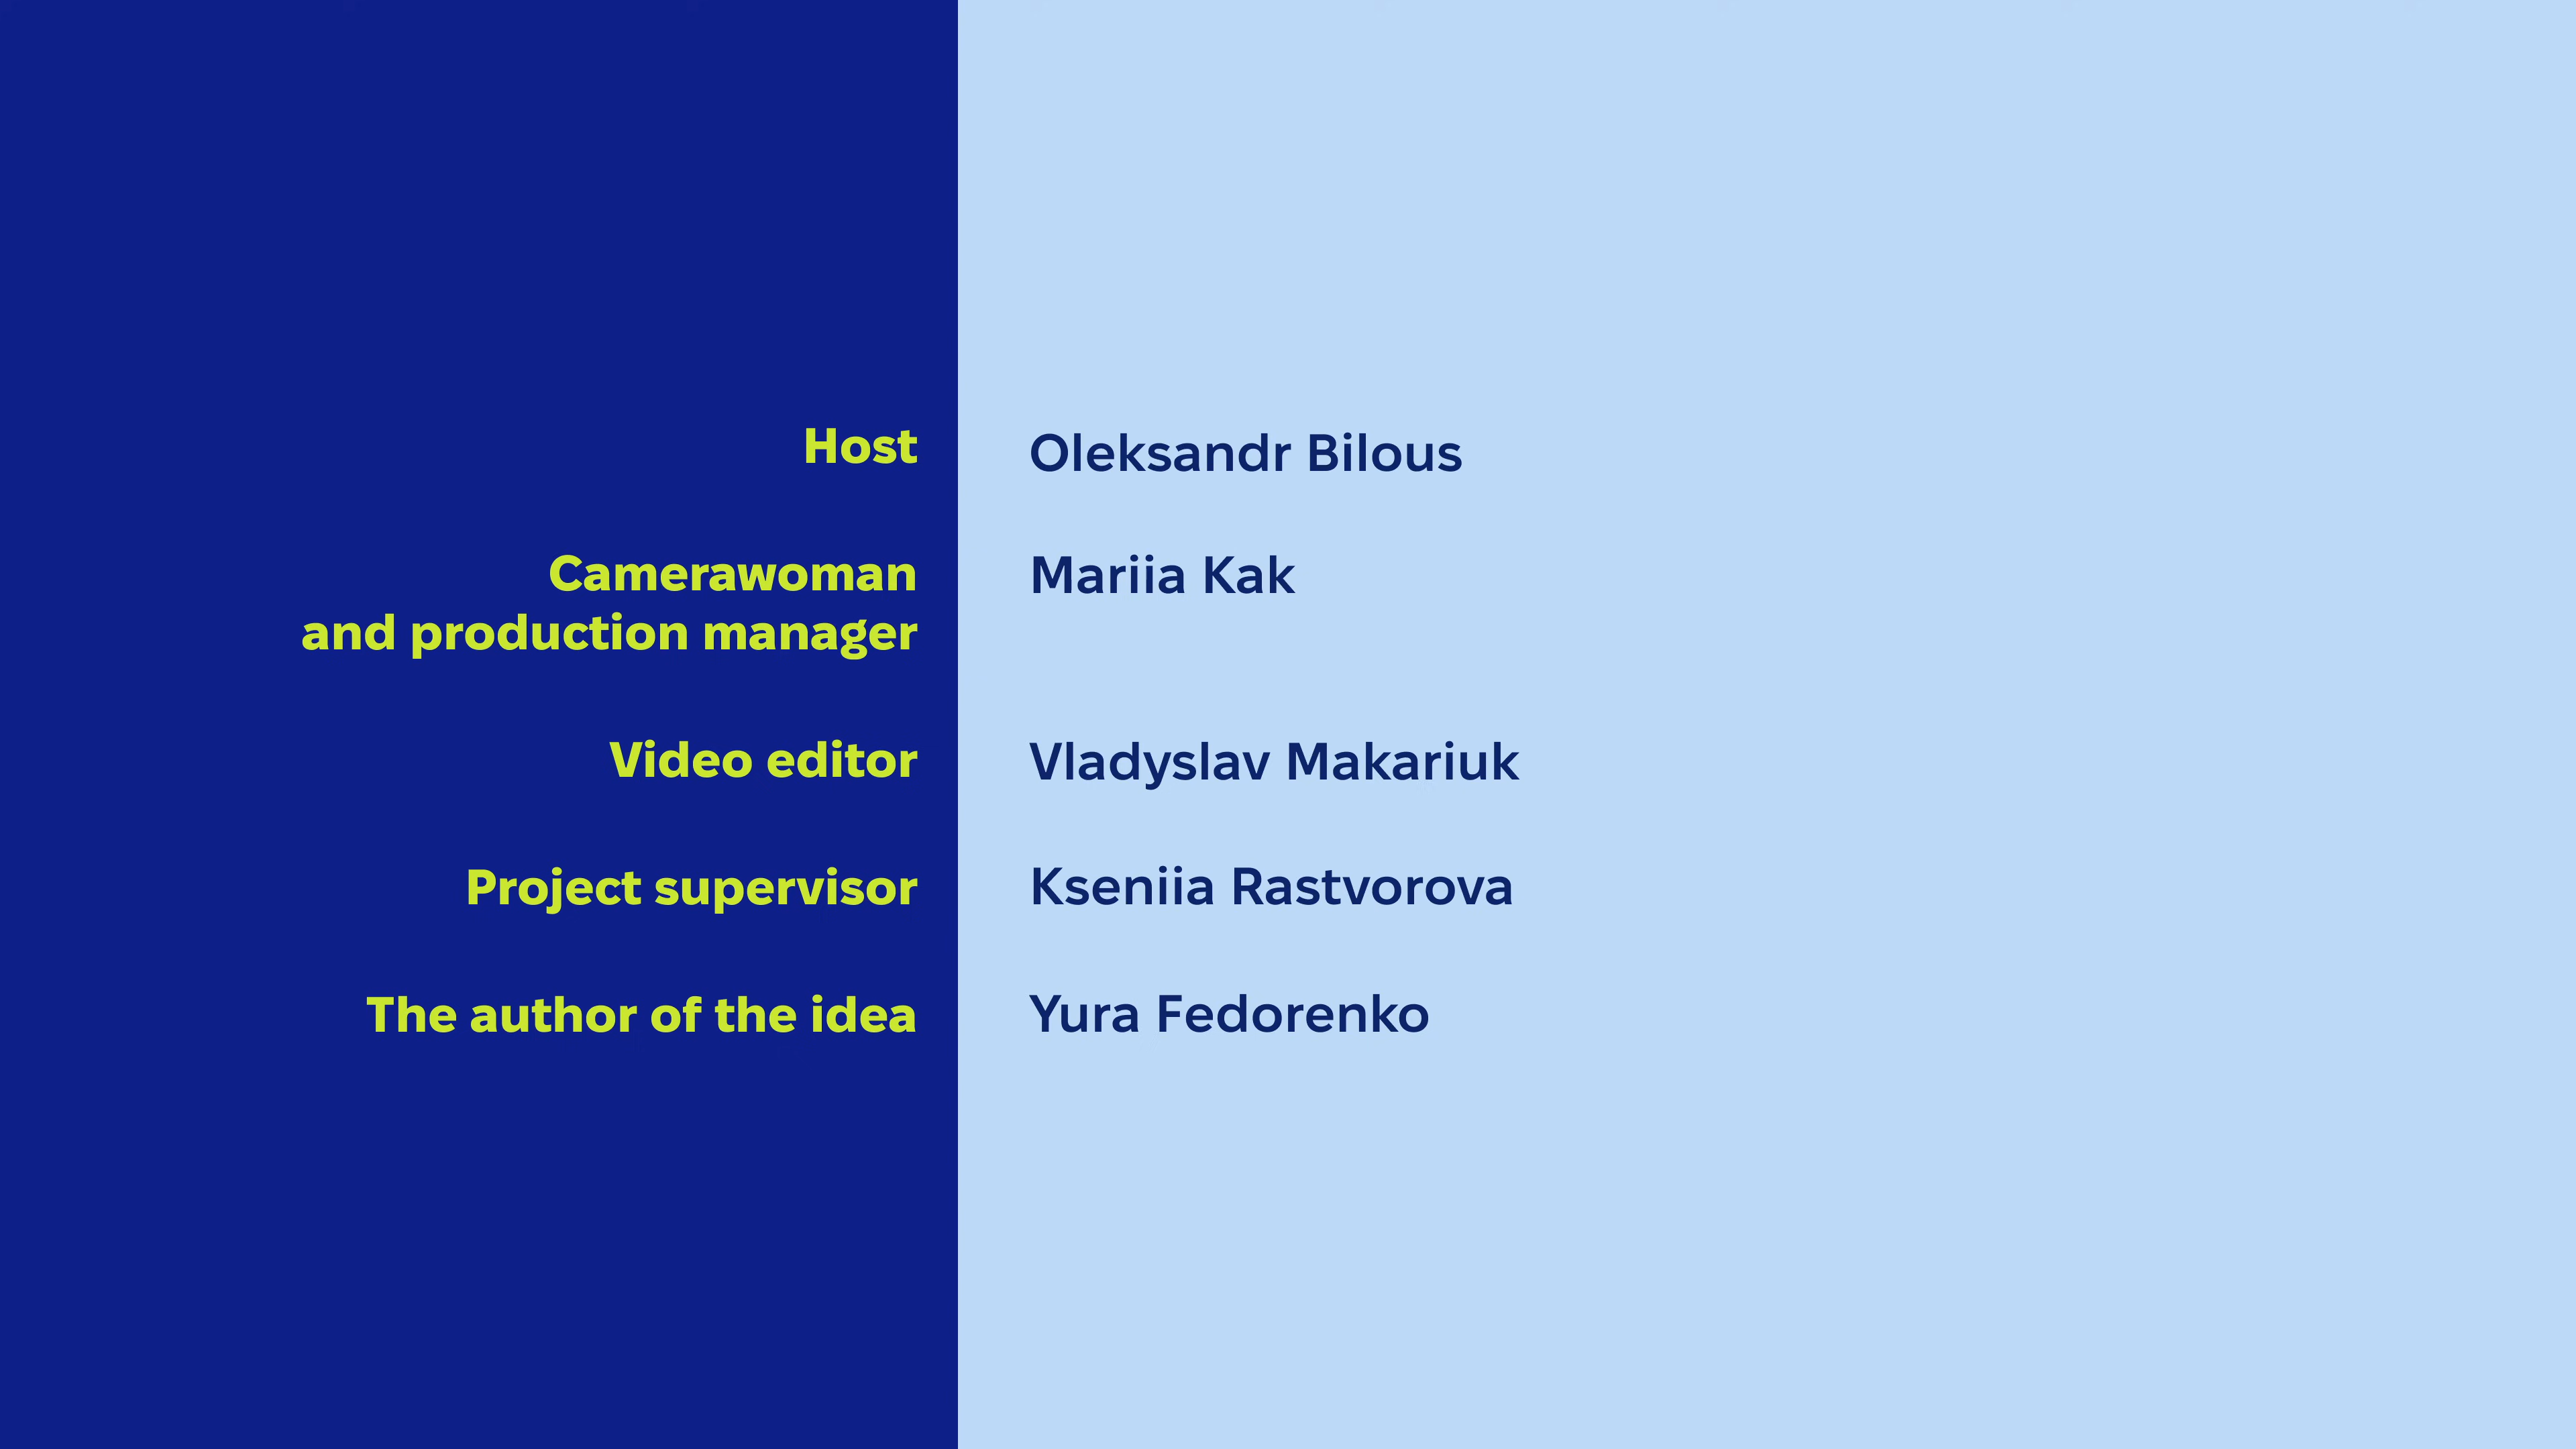 Host
Oleksandr Bilous
Camerawoman
and production manager
Mariia Kak
Video editor
Vladyslav Makariuk
Project supervisor
Kseniia Rastvorova
The author of the idea
Yura Fedorenko